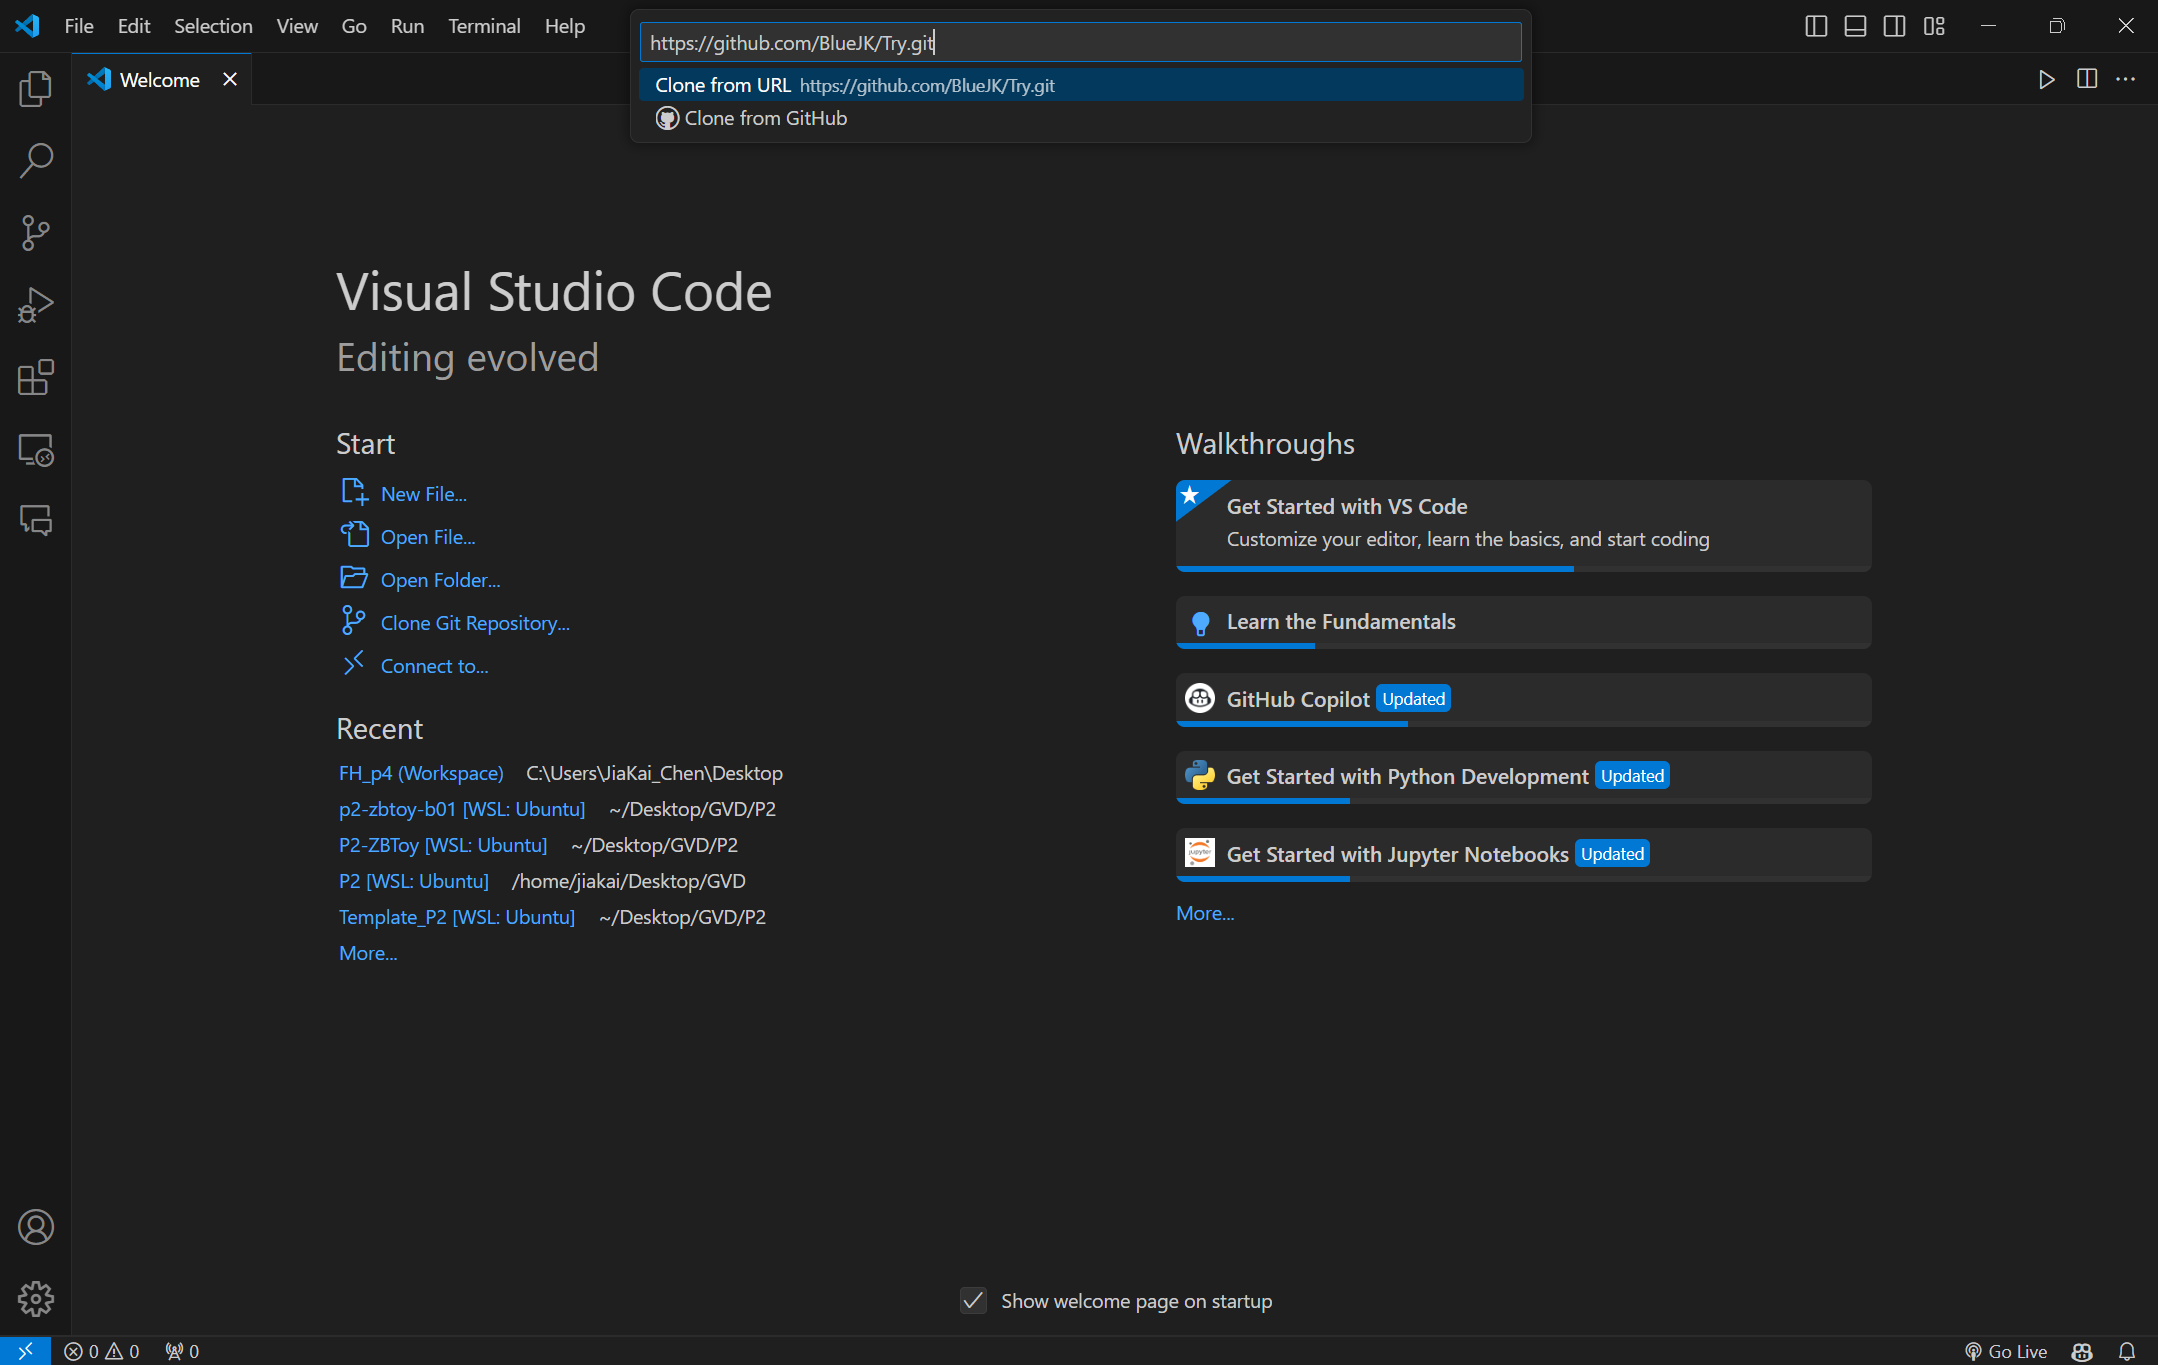 File Edit Selection View Go Run Terminal Help
https://github.com/BlueJK/Try.git
Welcome
Clone from URL https://github.com/BlueJK/Try.git
Clone from GitHub
Visual Studio Code
Editing evolved
Start
New File...
Open File...
Open Folder...
Clone Git Repository...
Connect to...
Recent
FH_p4 (Workspace) C:\Users\JiaKai_Chen\Desktop
p2-zbtoy-b01 [WSL: Ubuntu] ~/Desktop/GVD/P2
P2-ZBToy [WSL: Ubuntu] ~/Desktop/GVD/P2
P2 [WSL: Ubuntu] /home/jiakai/Desktop/GVD
Template_P2 [WSL: Ubuntu] ~/Desktop/GVD/P2
More...
Walkthroughs
Get Started with VS Code
Customize your editor, learn the basics, and start coding
Learn the Fundamentals
GitHub Copilot Updated
Get Started with Python Development Updated
jupyter Get Started with Jupyter Notebooks Updated
More...
Show welcome page on startup
0 0 0 Go Live